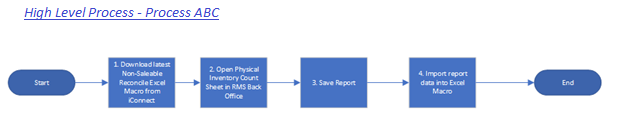 High Level Process - Process ABC
Start
1. Download latest
Non-Saleable
Reconcile Excel
Macro from
iConnect
2. Open Physical
Inventory Count
Sheet in RMS Back
Office
3. Save Report
4. Import report
data into Excel
Macro
End